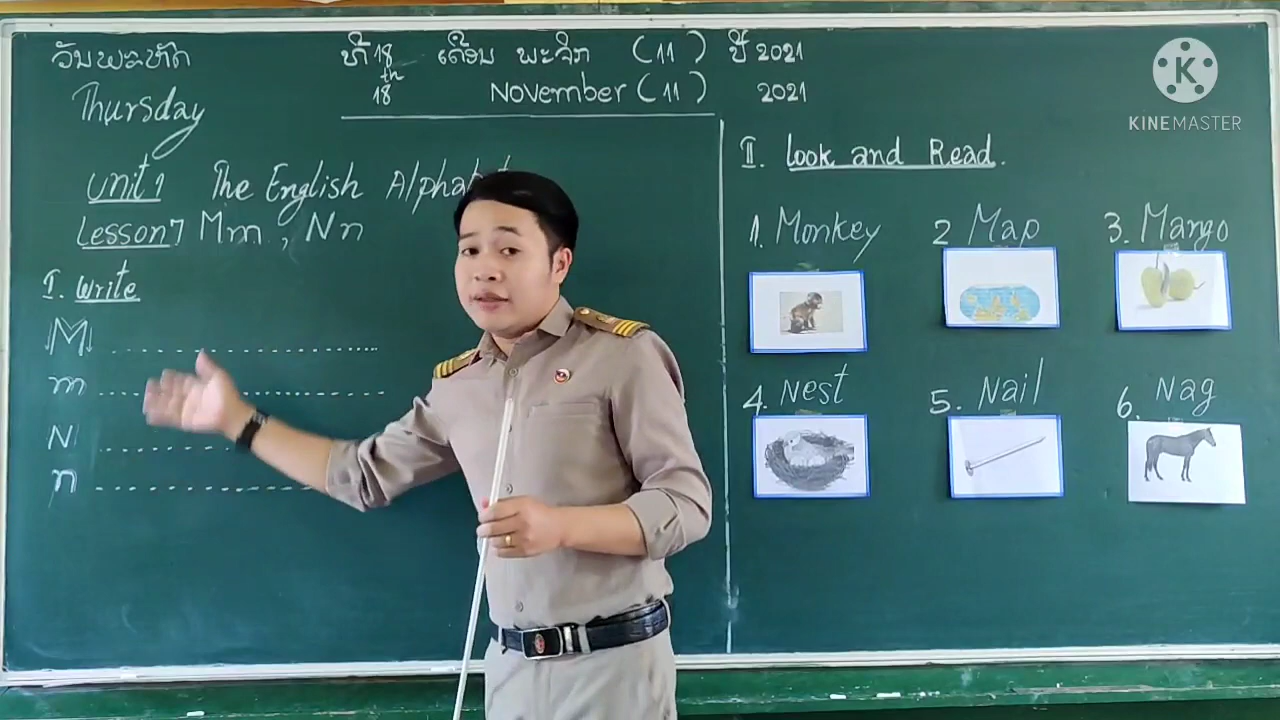 ວັນພະຫັດ ທີ 18 ເດືອນ ພະຈິກ (11) ປີ 2021
Thursday 18th November (11) 2021
Unit 1 The English Alphabet
Lesson 7 Mm, Nn
I. Write
M
m
N
n
II. Look and Read.
1. Monkey 2 Map 3. Mango
4. Nest 5. Nail 6. Nag
K
KINEMASTER